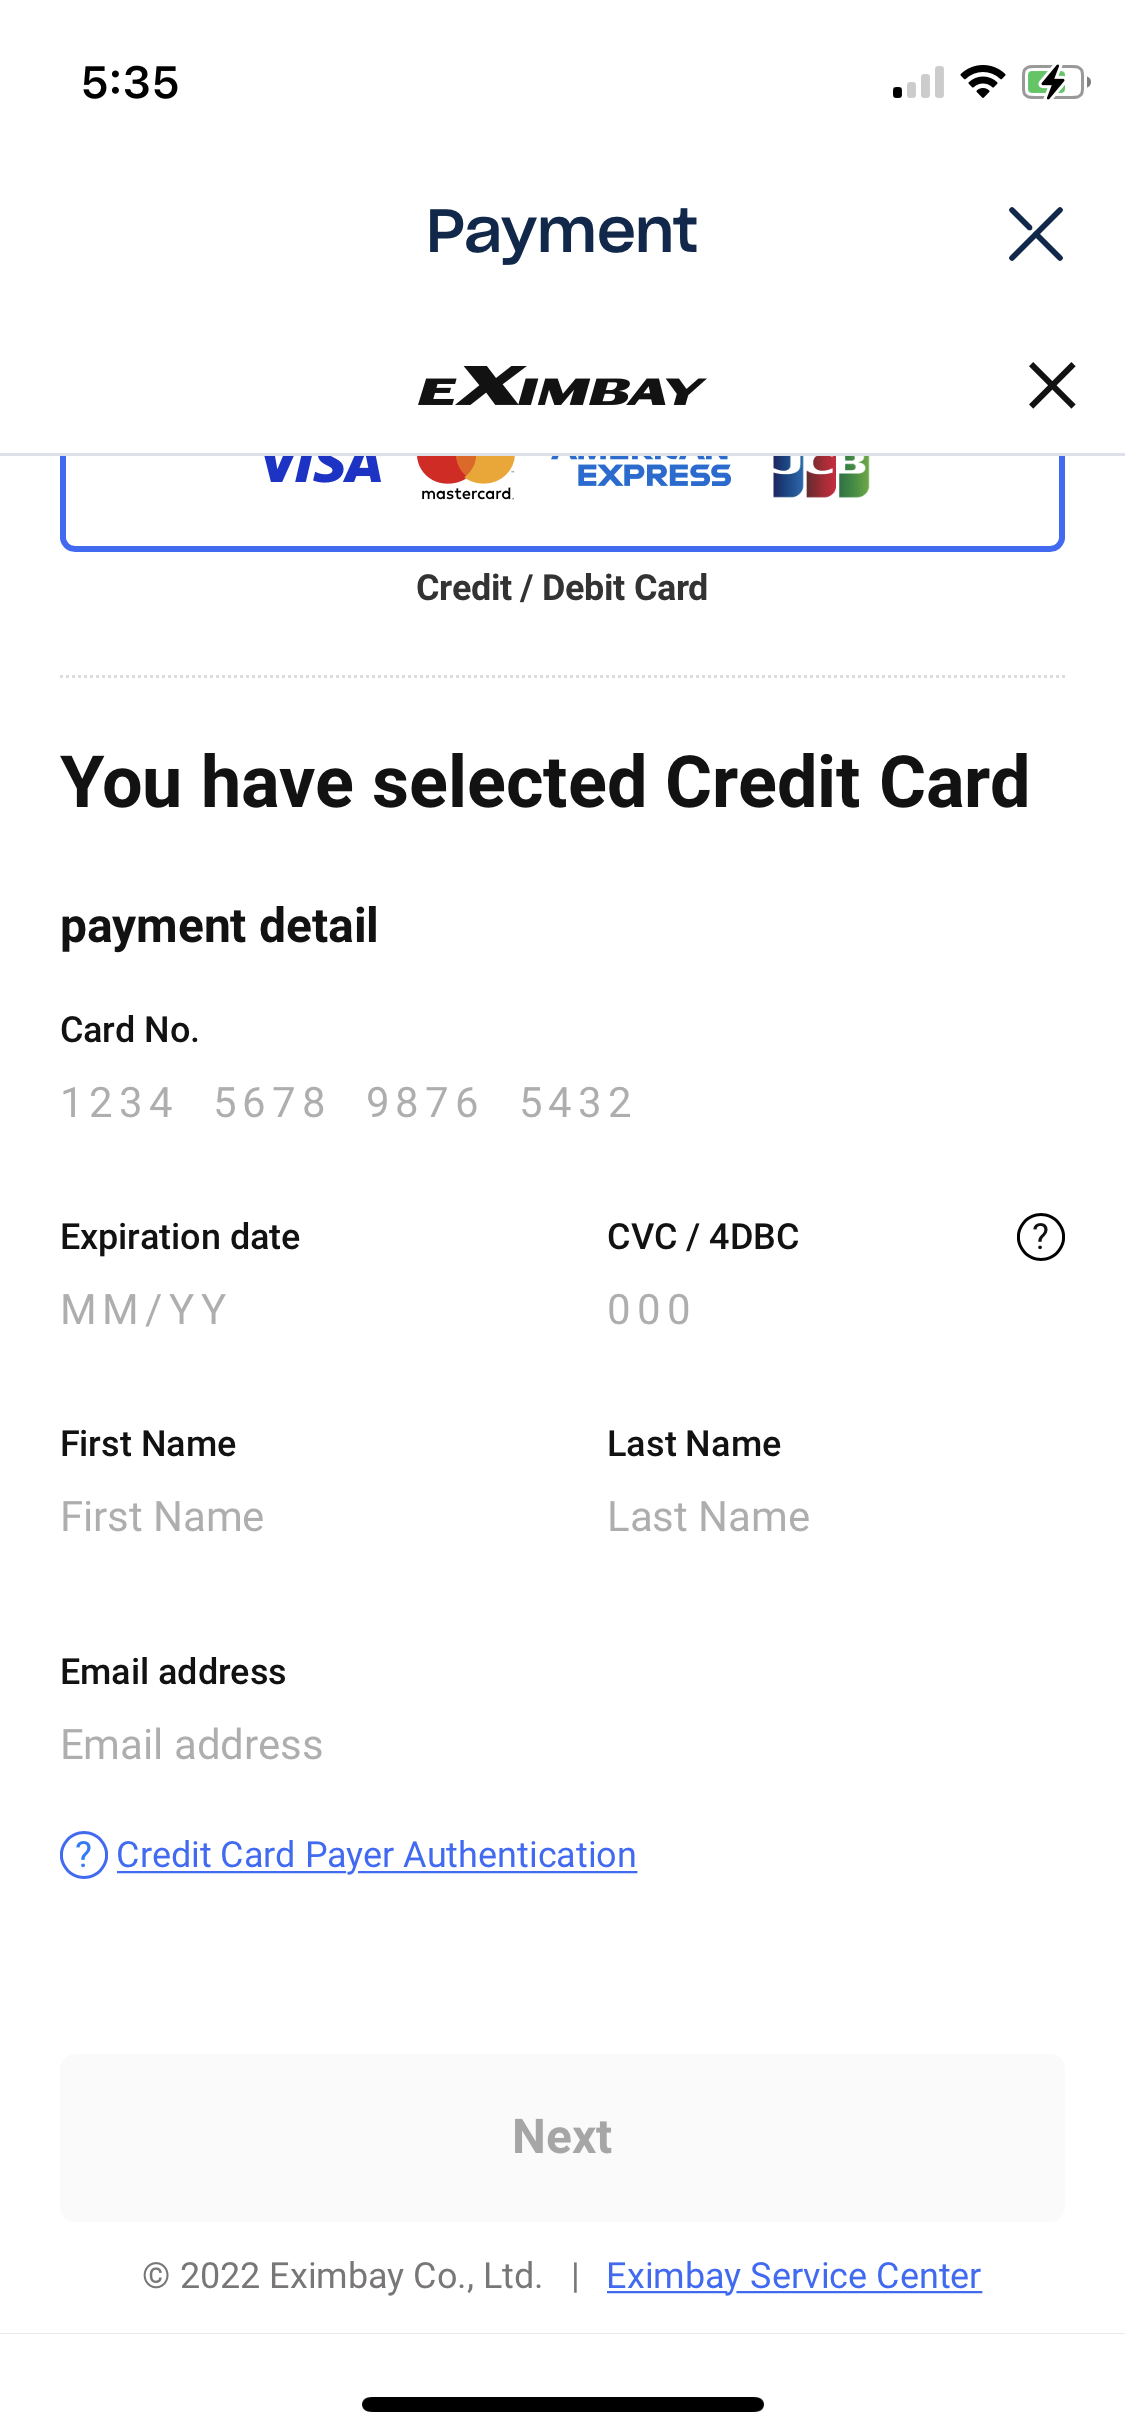 5:35
Payment
EXIMBAY
VISA
mastercard.
AMERICAN
EXPRESS
JCB
Credit / Debit Card
You have selected Credit Card
payment detail
Card No.
1234 5678 9876 5432
Expiration date
CVC / 4DBC
?
MM/YY
000
First Name
Last Name
First Name
Last Name
Email address
Email address
? Credit Card Payer Authentication
Next
© 2022 Eximbay Co., Ltd. | Eximbay Service Center